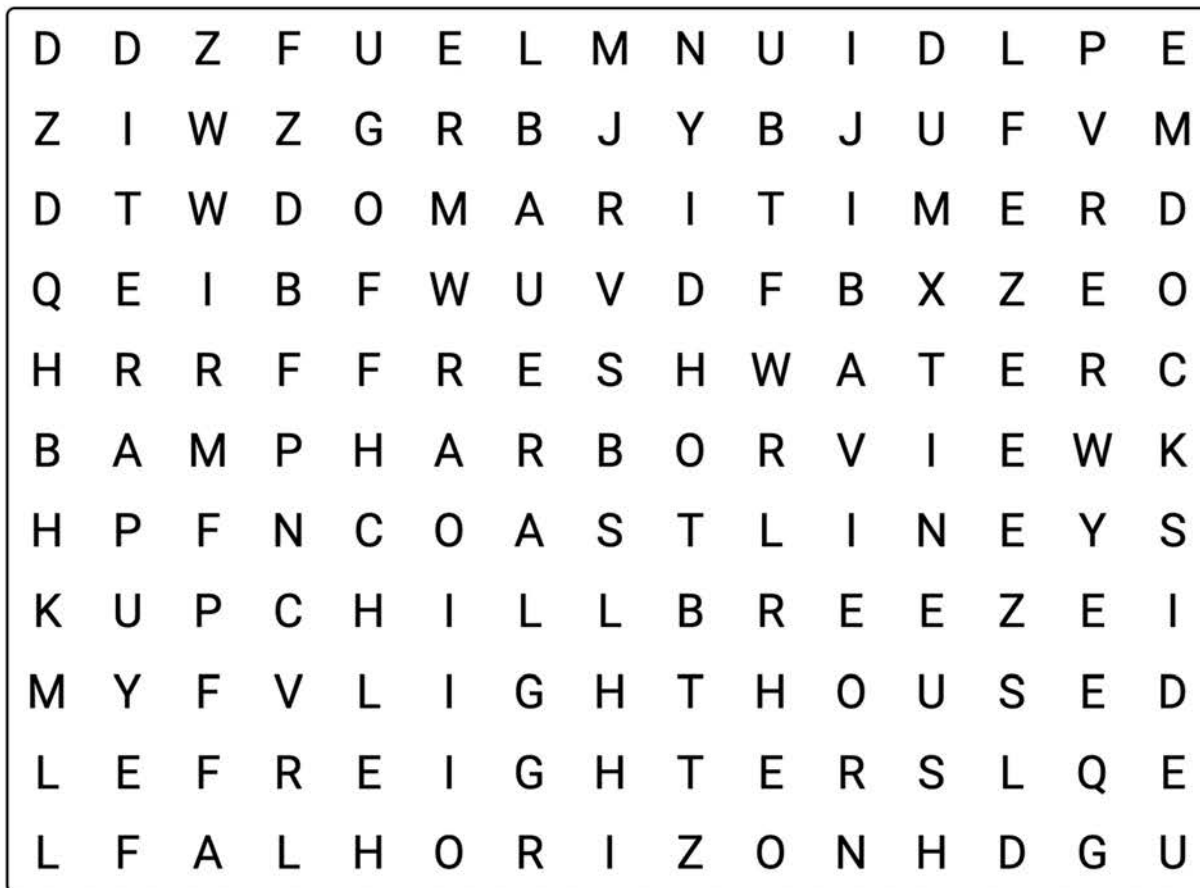 D D Z F U E L M N U I D L P E
Z I W Z G R B J Y B J U F V M
D T W D O M A R I T I M E R D
Q E I B F W U V D F B X Z E O
H R R F F R E S H W A T E R C
B A M P H A R B O R V I E W K
H P F N C O A S T L I N E Y S
K U P C H I L L B R E E Z E I
M Y F V L I G H T H O U S E D
L E F R E I G H T E R S L Q E
L F A L H O R I Z O N H D G U